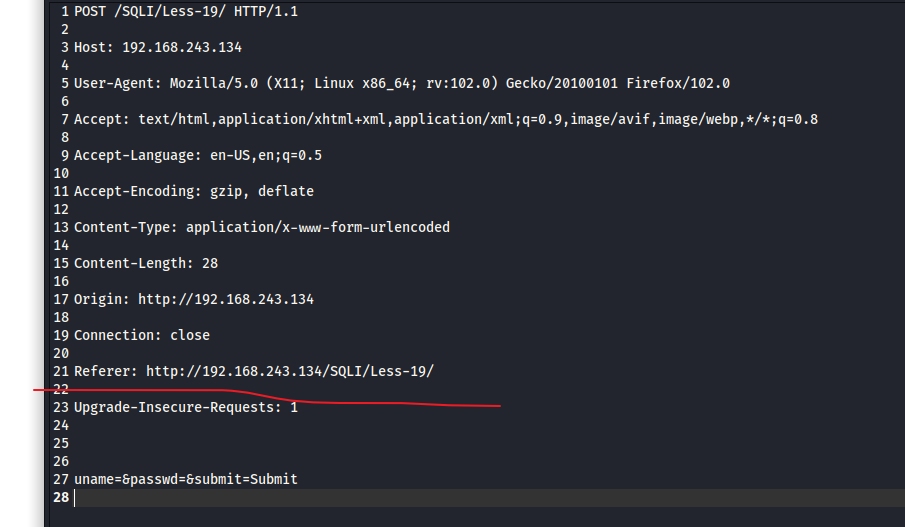 1 POST /SQLI/Less-19/ HTTP/1.1
2
3 Host: 192.168.243.134
4
5 User-Agent: Mozilla/5.0 (X11; Linux x86_64; rv:102.0) Gecko/20100101 Firefox/102.0
6
7 Accept: text/html,application/xhtml+xml,application/xml;q=0.9,image/avif,image/webp,*/*;q=0.8
8
9 Accept-Language: en-US,en;q=0.5
10
11 Accept-Encoding: gzip, deflate
12
13 Content-Type: application/x-www-form-urlencoded
14
15 Content-Length: 28
16
17 Origin: http://192.168.243.134
18
19 Connection: close
20
21 Referer: http://192.168.243.134/SQLI/Less-19/
22
23 Upgrade-Insecure-Requests: 1
24
25
26
27 uname=&passwd=&submit=Submit
28